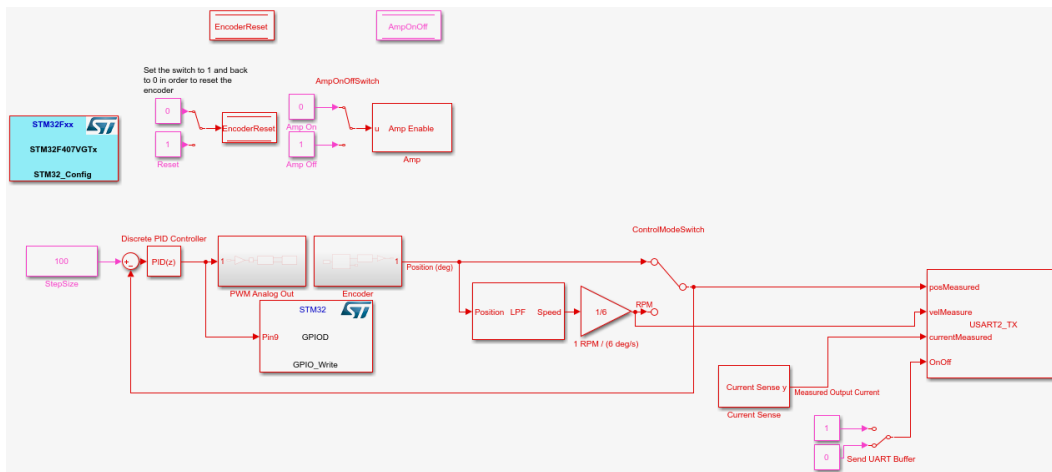 EncoderReset
AmpOnOff
Set the switch to 1 and back
to 0 in order to reset the
encoder
AmpOnOffSwitch
0
EncoderReset
1
Reset
0
Amp On
1
Amp Off
u
Amp Enable
Amp
STM32Fxx
STM32F407VGTx
STM32_Config
Discrete PID Controller
100
StepSize
+
−
PID(z)
1
PWM Analog Out
1
Encoder
Position (deg)
STM32
Pin9
GPIOD
GPIO_Write
Position LPF Speed
1/6
1 RPM / (6 deg/s)
RPM
ControlModeSwitch
posMeasured
velMeasure
USART2_TX
currentMeasured
OnOff
Current Sense y
Current Sense
Measured Output Current
1
0
Send UART Buffer